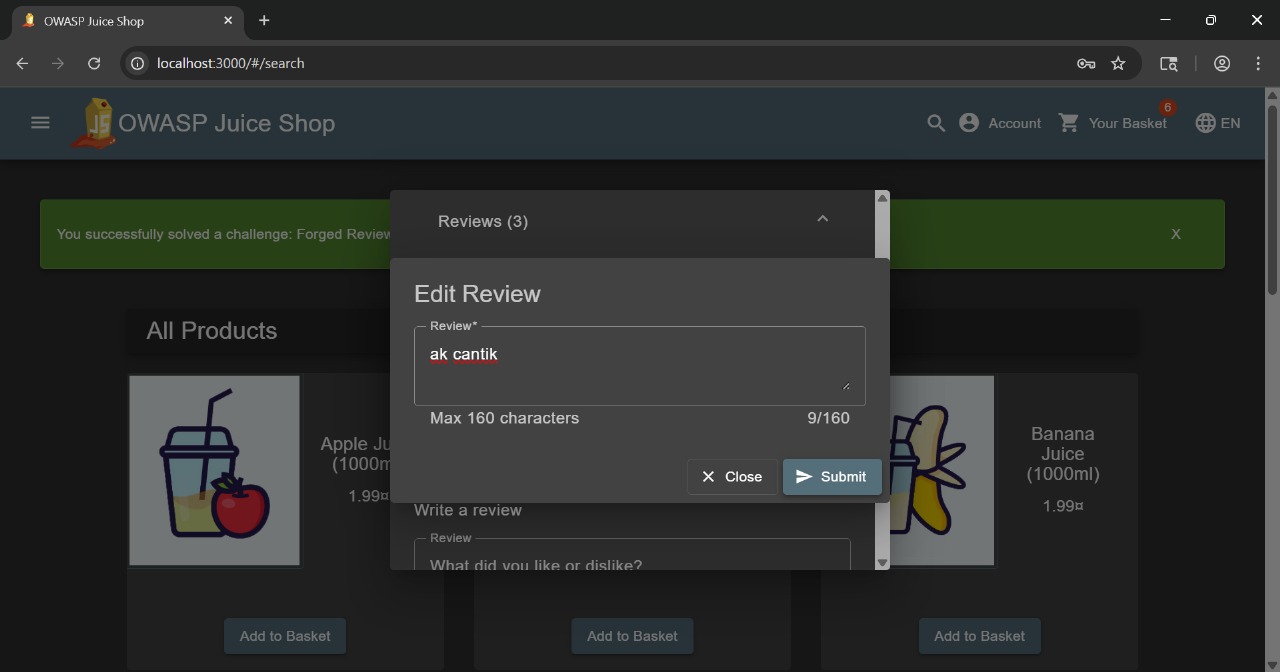 OWASP Juice Shop
localhost:3000/#/search
OWASP Juice Shop
Account
Your Basket
6
EN
You successfully solved a challenge: Forged Review
X
Reviews (3)
Edit Review
Review*
ak cantik
Max 160 characters
9/160
Close
Submit
Write a review
Review
What did you like or dislike?
All Products
Apple Ju
(1000m
1.99¤
Banana
Juice
(1000ml)
1.99¤
Add to Basket
Add to Basket
Add to Basket